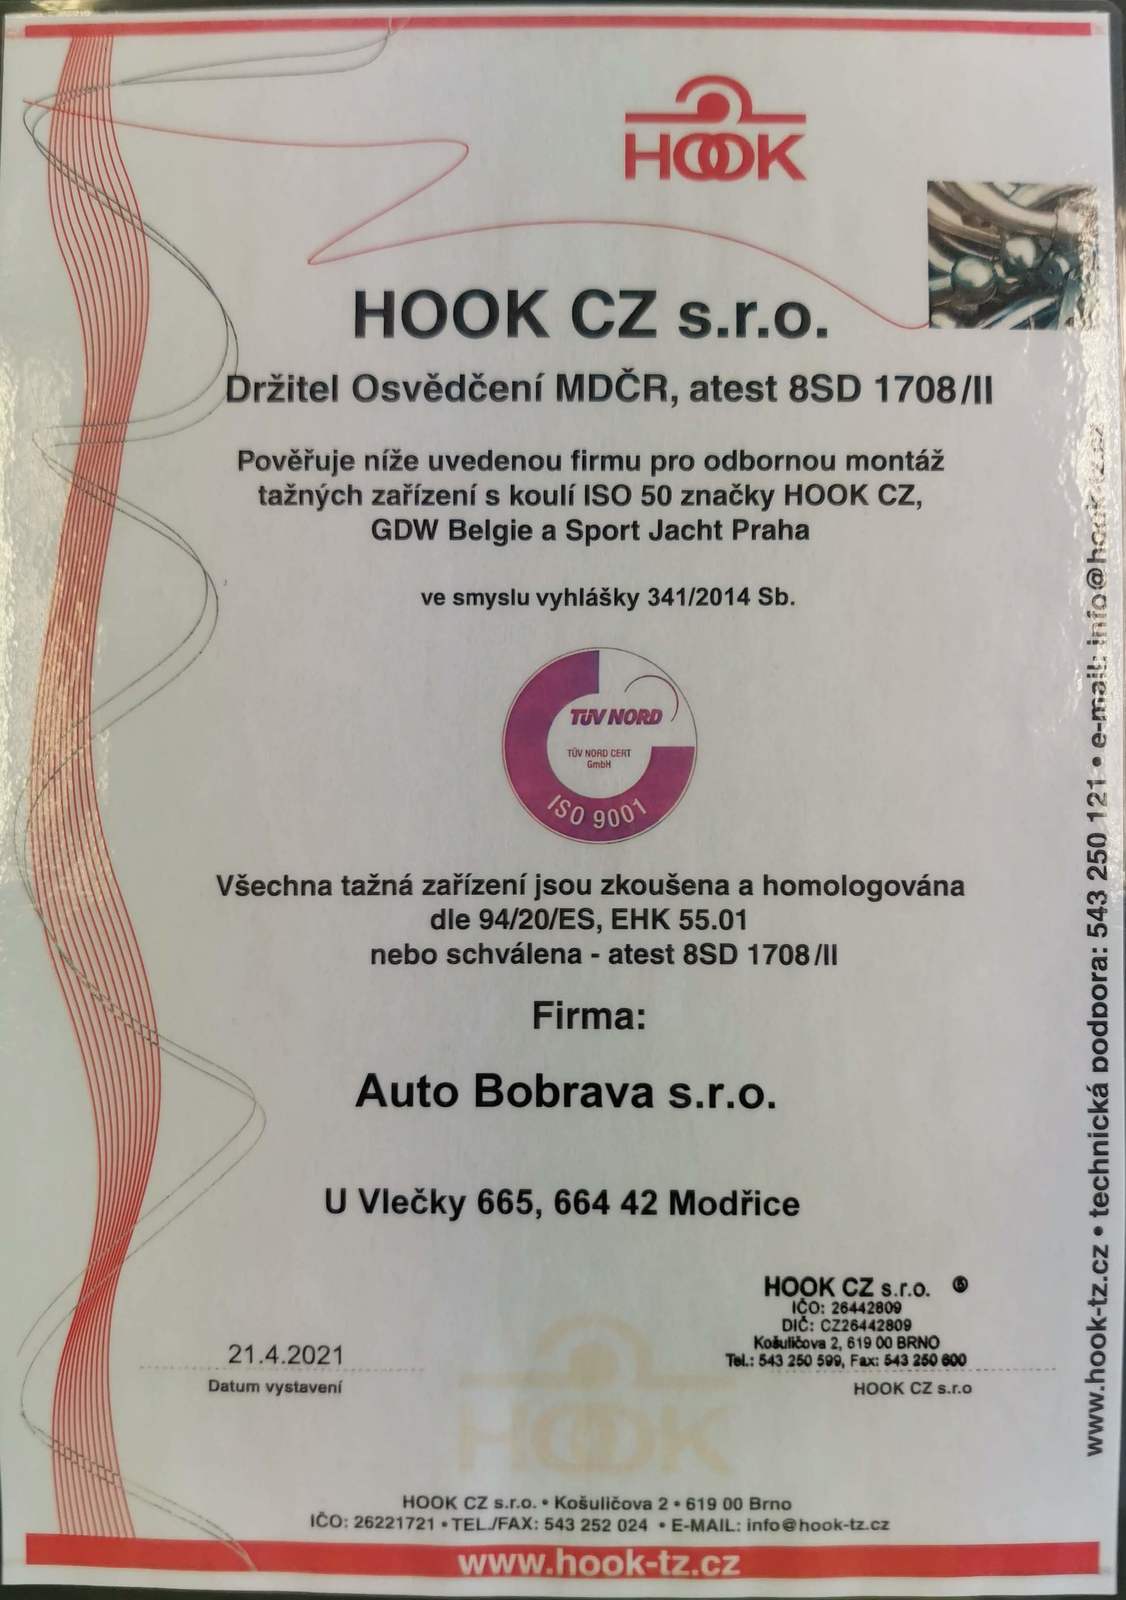 HOOK
HOOK CZ s.r.o.
Držitel Osvědčení MDČR, atest 8SD 1708/II
Pověřuje níže uvedenou firmu pro odbornou montáž
tažných zařízení s koulí ISO 50 značky HOOK CZ,
GDW Belgie a Sport Jacht Praha
ve smyslu vyhlášky 341/2014 Sb.
TÜV NORD
TÜV NORD CERT
GmbH
ISO 9001
Všechna tažná zařízení jsou zkoušena a homologována
dle 94/20/ES, EHK 55.01
nebo schválena - atest 8SD 1708/II
Firma:
Auto Bobrava s.r.o.
U Vlečky 665, 664 42 Modřice
HOOK CZ s.r.o. ®
IČO: 26442809
DIČ: CZ26442809
Košuličova 2, 619 00 BRNO
Tel.: 543 250 599, Fax: 543 250 600
21.4.2021
Datum vystavení
HOOK CZ s.r.o
HOOK
HOOK CZ s.r.o. • Košuličova 2 • 619 00 Brno
IČO: 26221721 • TEL./FAX: 543 252 024 • E-MAIL: info@hook-tz.cz
www.hook-tz.cz
www.hook-tz.cz • technická podpora: 543 250 121 • e-mail: info@hook-tz.cz